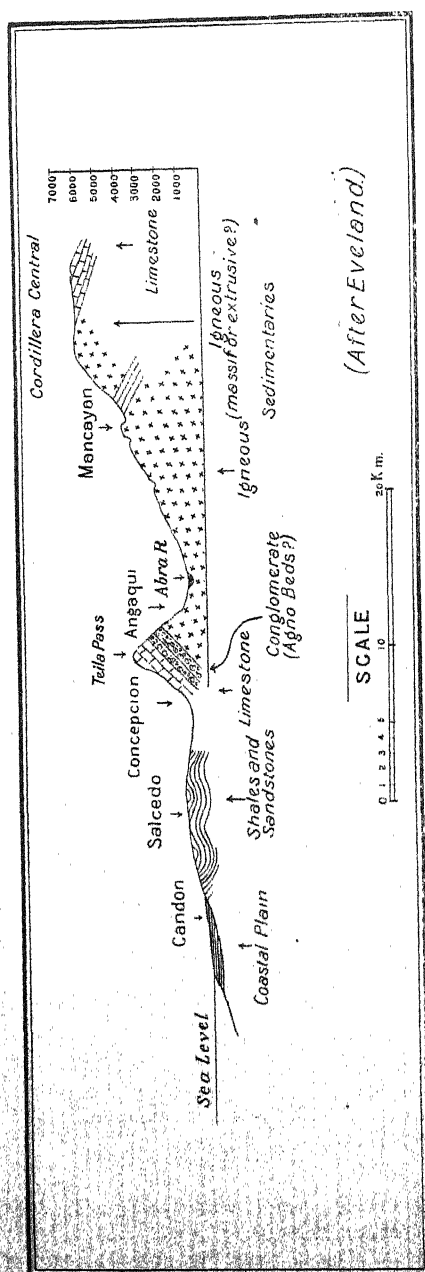 Cordillera Central
7000
6000
5000
4000
3000
2000
1000
Limestone
Mancayan
Abra R.
Angaqui
Tella Pass
Concepcion
Salcedo
Candon
Sea Level
Coastal Plain
Shales and
Sandstones
Limestone
Conglomerate
(Agno Beds?)
Igneous
Igneous
(massif or extrusive?)
Sedimentaries
(After Eveland.)
SCALE
0 1 2 3 4 5 10 20 Km.